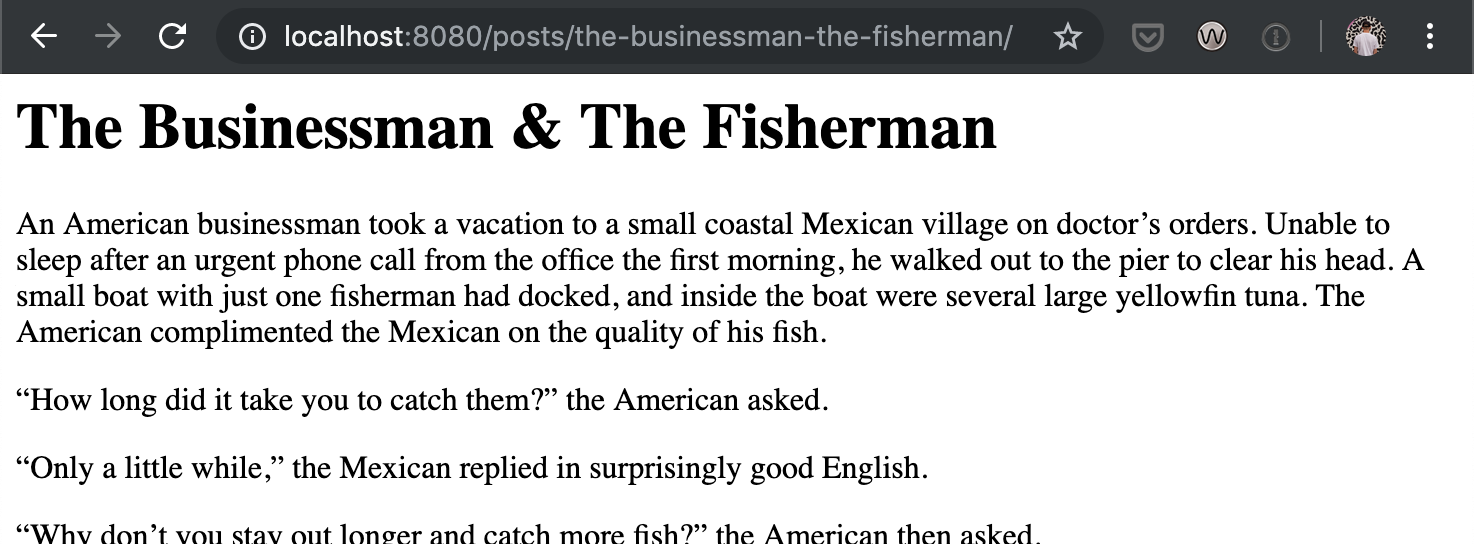 localhost:8080/posts/the-businessman-the-fisherman/
The Businessman & The Fisherman
An American businessman took a vacation to a small coastal Mexican village on doctor’s orders. Unable to
sleep after an urgent phone call from the office the first morning, he walked out to the pier to clear his head. A
small boat with just one fisherman had docked, and inside the boat were several large yellowfin tuna. The
American complimented the Mexican on the quality of his fish.
“How long did it take you to catch them?” the American asked.
“Only a little while,” the Mexican replied in surprisingly good English.
“Why don’t you stay out longer and catch more fish?” the American then asked.